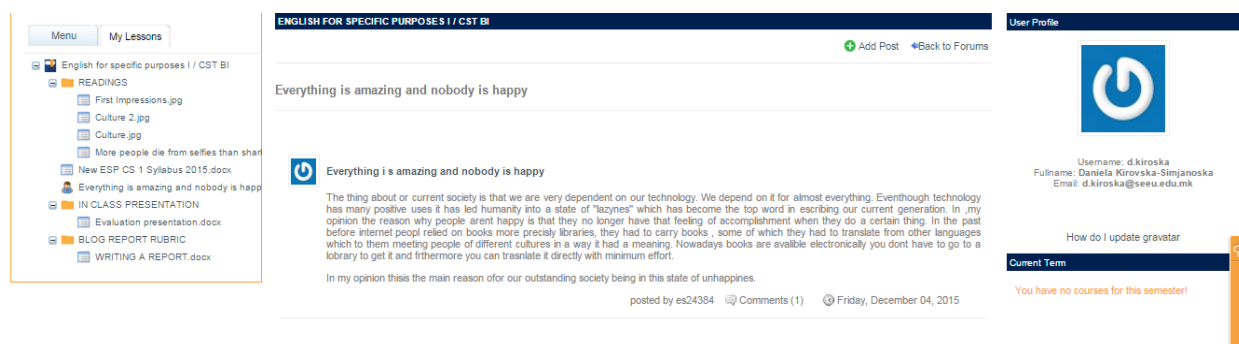 Menu
My Lessons
English for specific purposes I / CST BI
READINGS
First Impressions.jpg
Culture 2.jpg
Culture.jpg
More people die from selfies than shar
New ESP CS 1 Syllabus 2015.docx
Everything is amazing and nobody is happ
IN CLASS PRESENTATION
Evaluation presentation.docx
BLOG REPORT RUBRIC
WRITING A REPORT.docx
ENGLISH FOR SPECIFIC PURPOSES I / CST BI
Add Post Back to Forums
Everything is amazing and nobody is happy
Everything i s amazing and nobody is happy
The thing about or current society is that we are very dependent on our technology. We depend on it for almost everything. Eventhough technology
has many positive uses it has led humanity into a state of "lazynes" which has become the top word in escribing our current generation. In ,my
opinion the reason why people arent happy is that they no longer have that feeling of accomplishment when they do a certain thing. In the past
before internet peopl relied on books more precisly libraries, they had to carry books , some of which they had to translate from other languages
which to them meeting people of different cultures in a way it had a meaning. Nowadays books are avalible electronically you dont have to go to a
lobrary to get it and frthermore you can trasnlate it directly with minimum effort.
In my opinion thisis the main reason ofor our outstanding society being in this state of unhappines.
posted by es24384 Comments (1) Friday, December 04, 2015
User Profile
Username: d.kiroska
Fullname: Daniela Kirovska-Simjanoska
Email: d.kiroska@seeu.edu.mk
How do I update gravatar
Current Term
You have no courses for this semester!